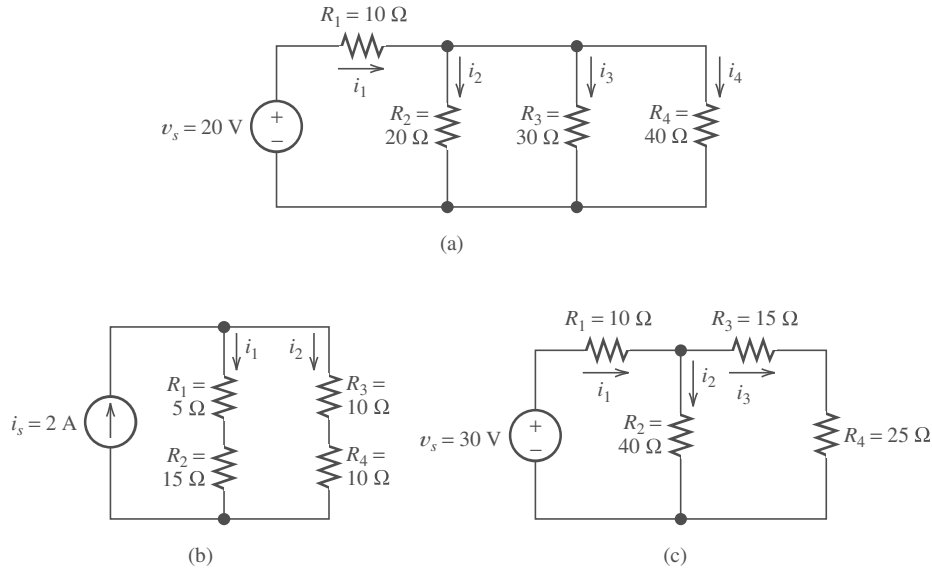 R1 = 10 Ω
i1
i2
i3
i4
vs = 20 V
+
−
R2 =
20 Ω
R3 =
30 Ω
R4 =
40 Ω
(a)
R1 = 10 Ω
R3 = 15 Ω
i1
i2
i1
i2
i3
R1 =
5 Ω
R3 =
10 Ω
is = 2 A
R2 =
15 Ω
R4 =
10 Ω
vs = 30 V
+
−
R2 =
40 Ω
R4 = 25 Ω
(b)
(c)